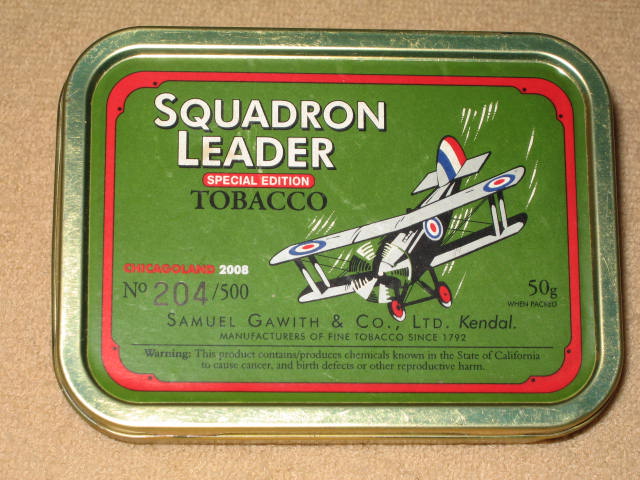 SQUADRON
LEADER
SPECIAL EDITION
TOBACCO
CHICAGOLAND 2008
No 204/500
50g
WHEN PACKED
SAMUEL GAWITH & CO., LTD. Kendal.
MANUFACTURERS OF FINE TOBACCO SINCE 1792
Warning: This product contains/produces chemicals known in the State of California
to cause cancer, and birth defects or other reproductive harm.